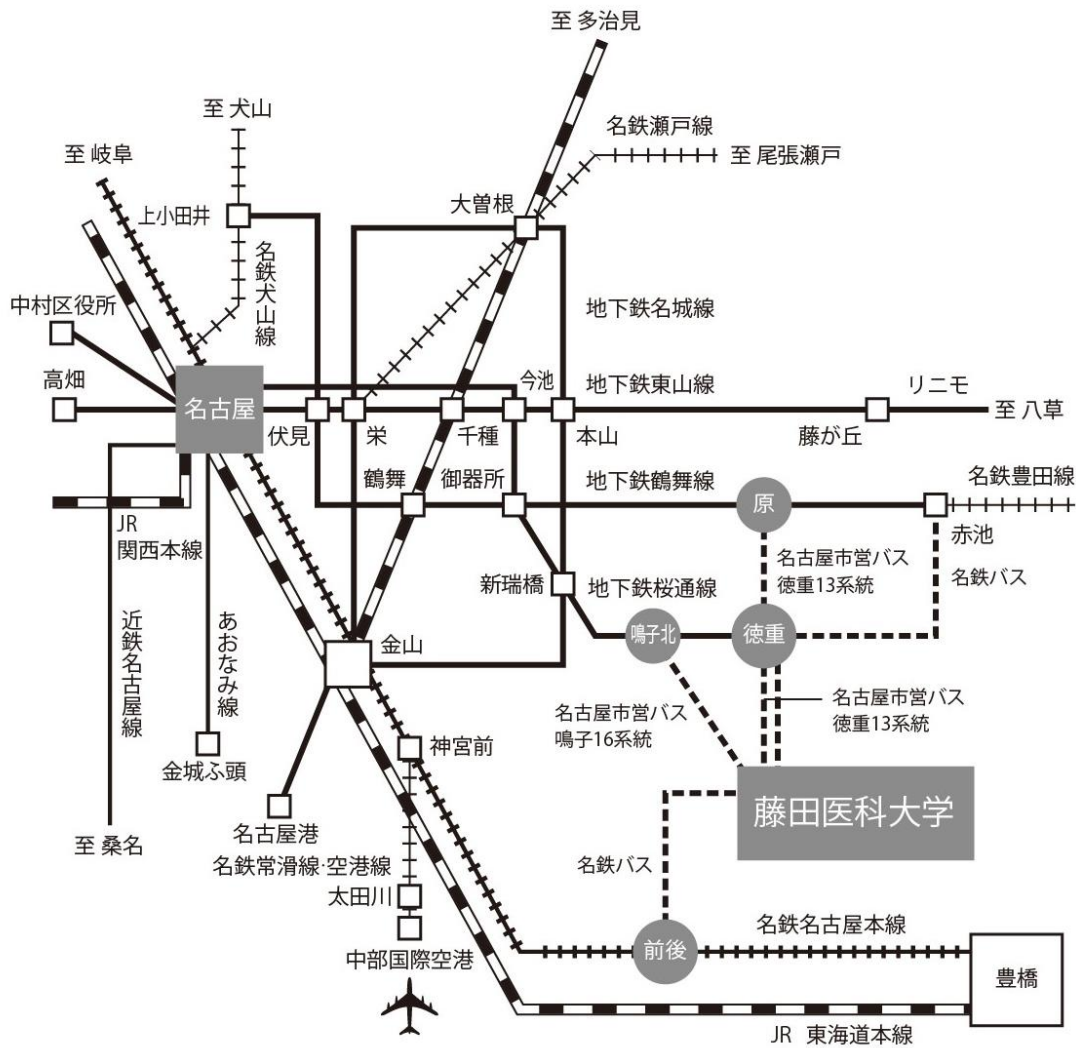 至 多治見
至 犬山
名鉄瀬戸線
至 岐阜
至 尾張瀬戸
上小田井
大曽根
名鉄犬山線
中村区役所
地下鉄名城線
高畑
名古屋
今池
地下鉄東山線
リニモ
至 八草
伏見
栄
千種
本山
藤が丘
鶴舞
御器所
地下鉄鶴舞線
原
名鉄豊田線
JR
関西本線
赤池
名古屋市営バス
徳重13系統
名鉄バス
新瑞橋
地下鉄桜通線
近鉄名古屋線
あおなみ線
金山
鳴子北
徳重
名古屋市営バス
鳴子16系統
名古屋市営バス
徳重13系統
神宮前
金城ふ頭
藤田医科大学
名古屋港
至 桑名
名鉄常滑線·空港線
名鉄バス
太田川
名鉄名古屋本線
前後
中部国際空港
豊橋
JR 東海道本線